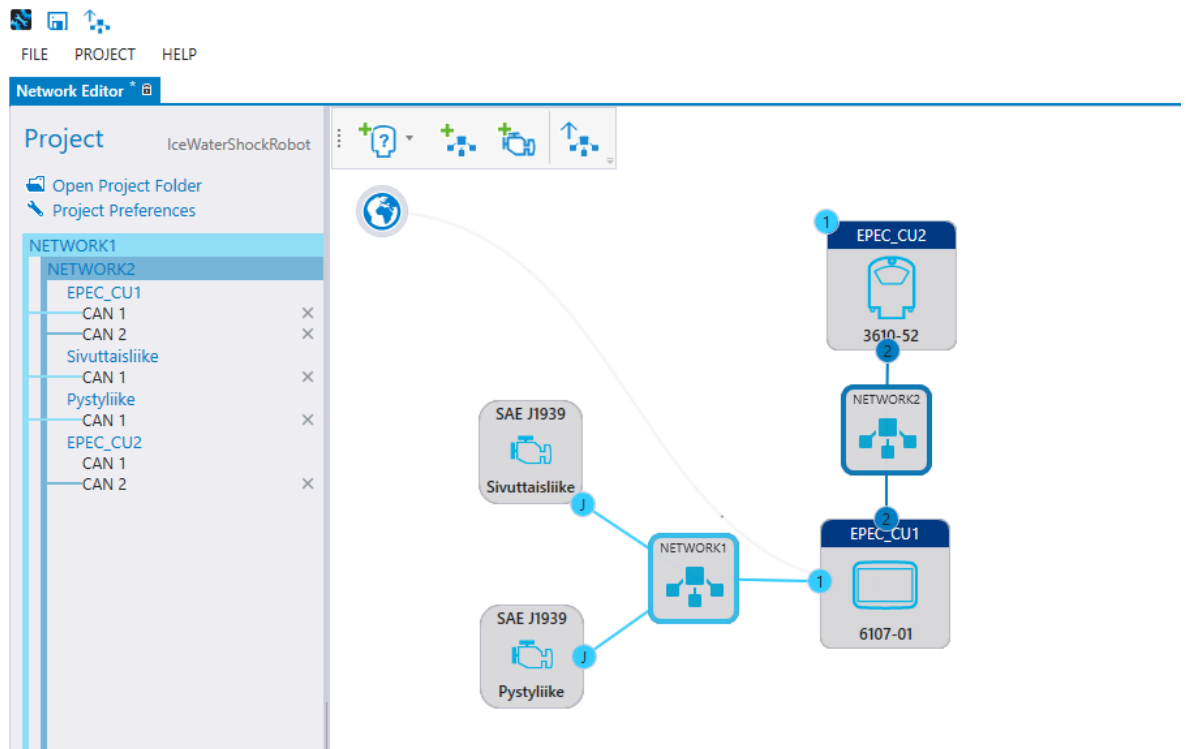 FILE PROJECT HELP
Network Editor *
Project IceWaterShockRobot
Open Project Folder
Project Preferences
NETWORK1
NETWORK2
EPEC_CU1
CAN 1
CAN 2
Sivuttaisliike
CAN 1
Pystyliike
CAN 1
EPEC_CU2
CAN 1
CAN 2
?
1
EPEC_CU2
3610-52
2
NETWORK2
2
EPEC_CU1
1
6107-01
SAE J1939
Sivuttaisliike
J
NETWORK1
SAE J1939
J
Pystyliike